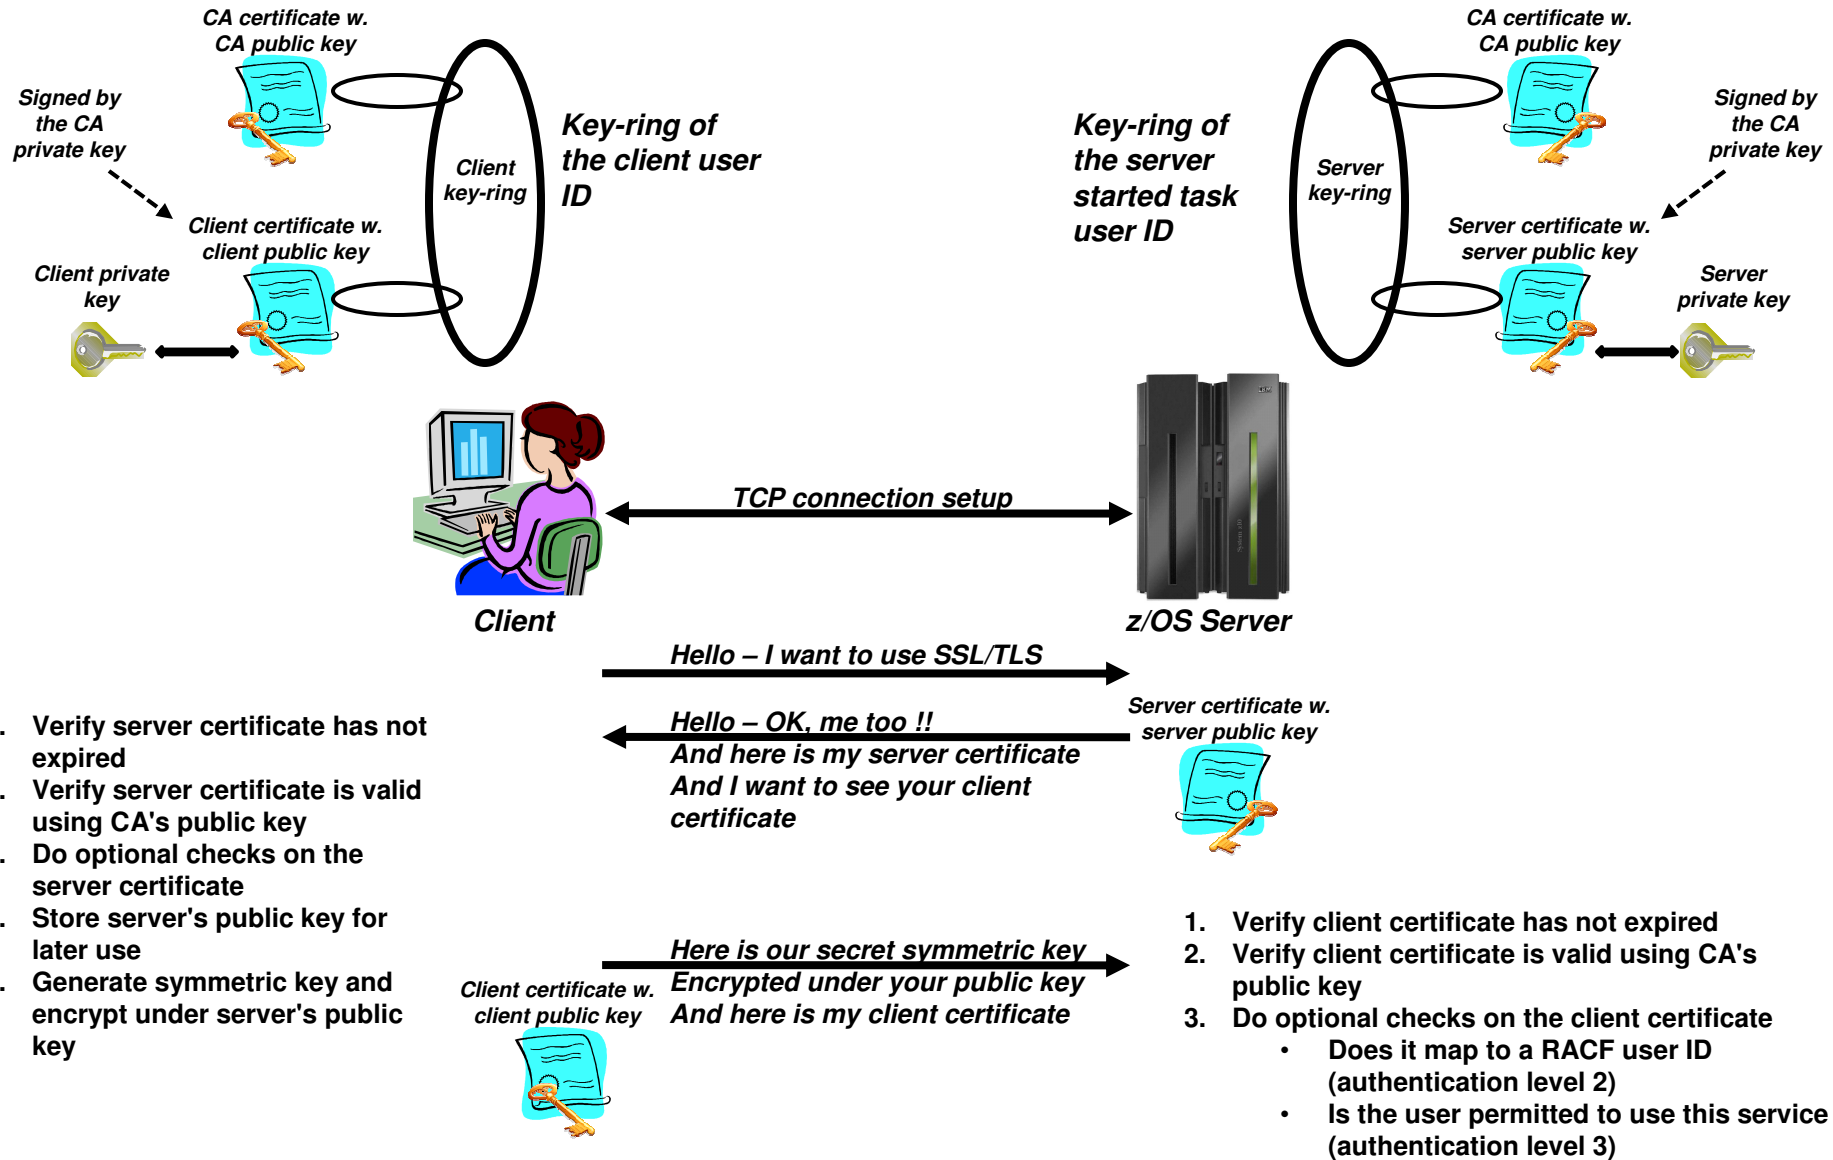 CA certificate w.
CA public key
Signed by
the CA
private key
Client
key-ring
Key-ring of
the client user
ID
Client certificate w.
client public key
Client private
key
CA certificate w.
CA public key
Key-ring of
the server
started task
user ID
Server
key-ring
Signed by
the CA
private key
Server certificate w.
server public key
Server
private key
TCP connection setup
Client
z/OS Server
Hello – I want to use SSL/TLS
Hello – OK, me too !!
And here is my server certificate
And I want to see your client
certificate
Server certificate w.
server public key
. Verify server certificate has not
expired
. Verify server certificate is valid
using CA's public key
. Do optional checks on the
server certificate
. Store server's public key for
later use
. Generate symmetric key and
encrypt under server's public
key
Here is our secret symmetric key
Encrypted under your public key
And here is my client certificate
Client certificate w.
client public key
1. Verify client certificate has not expired
2. Verify client certificate is valid using CA's
public key
3. Do optional checks on the client certificate
• Does it map to a RACF user ID
(authentication level 2)
• Is the user permitted to use this service
(authentication level 3)